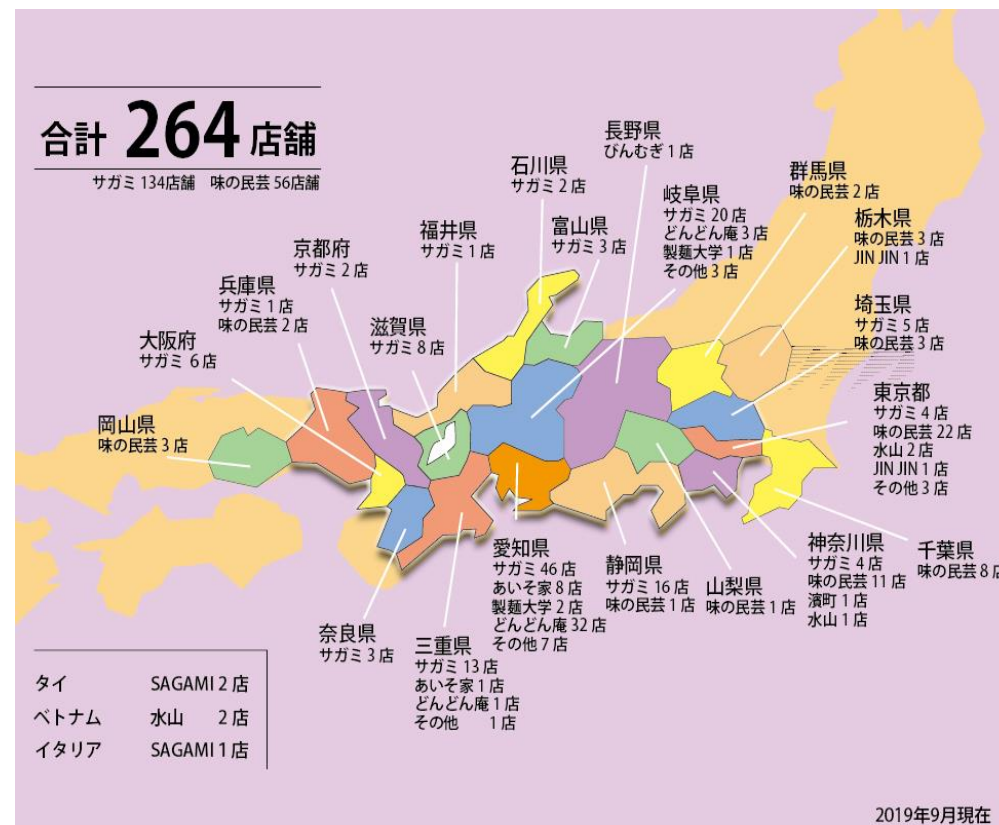 合計 264 店舗
サガミ 134店舗 味の民芸 56店舗
長野県
びんむぎ 1 店
石川県
サガミ 2 店
群馬県
味の民芸 2 店
岐阜県
サガミ 20 店
どんどん庵 3 店
製麺大学 1 店
その他 3 店
栃木県
味の民芸 3 店
JIN JIN 1 店
福井県
サガミ 1 店
富山県
サガミ 3 店
京都府
サガミ 2 店
兵庫県
サガミ 1 店
味の民芸 2 店
滋賀県
サガミ 8 店
埼玉県
サガミ 5 店
味の民芸 3 店
大阪府
サガミ 6 店
東京都
サガミ 4 店
味の民芸 22 店
水山 2 店
JIN JIN 1 店
その他 3 店
岡山県
味の民芸 3 店
愛知県
サガミ 46 店
あいそ家 8 店
製麺大学 2 店
どんどん庵 32 店
その他 7 店
静岡県
サガミ 16 店
味の民芸 1 店
山梨県
味の民芸 1 店
神奈川県
サガミ 4 店
味の民芸 11 店
濱町 1 店
水山 1 店
千葉県
味の民芸 8 店
奈良県
サガミ 3 店
三重県
サガミ 13 店
あいそ家 1 店
どんどん庵 1 店
その他 1 店
タイ SAGAMI 2 店
ベトナム 水山 2 店
イタリア SAGAMI 1 店
2019年9月現在